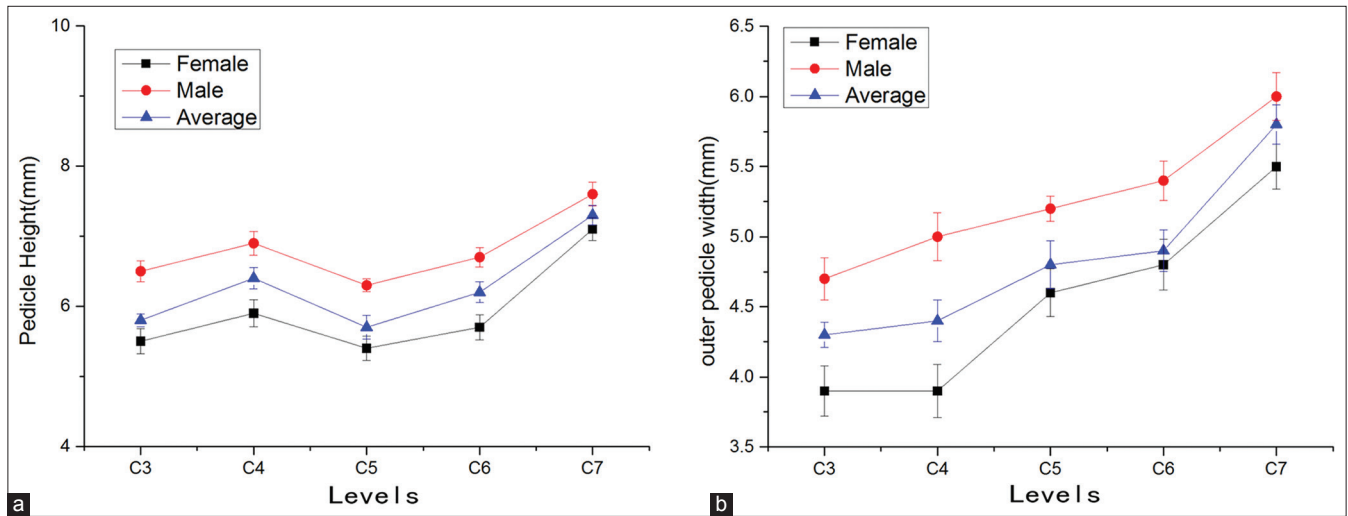 Pedicle Height(mm)
10
8
6
4
Female
Male
Average
C3 C4 C5 C6 C7
Levels
a
outer pedicle width(mm)
6.5
6.0
5.5
5.0
4.5
4.0
3.5
Female
Male
Average
C3 C4 C5 C6 C7
Levels
b